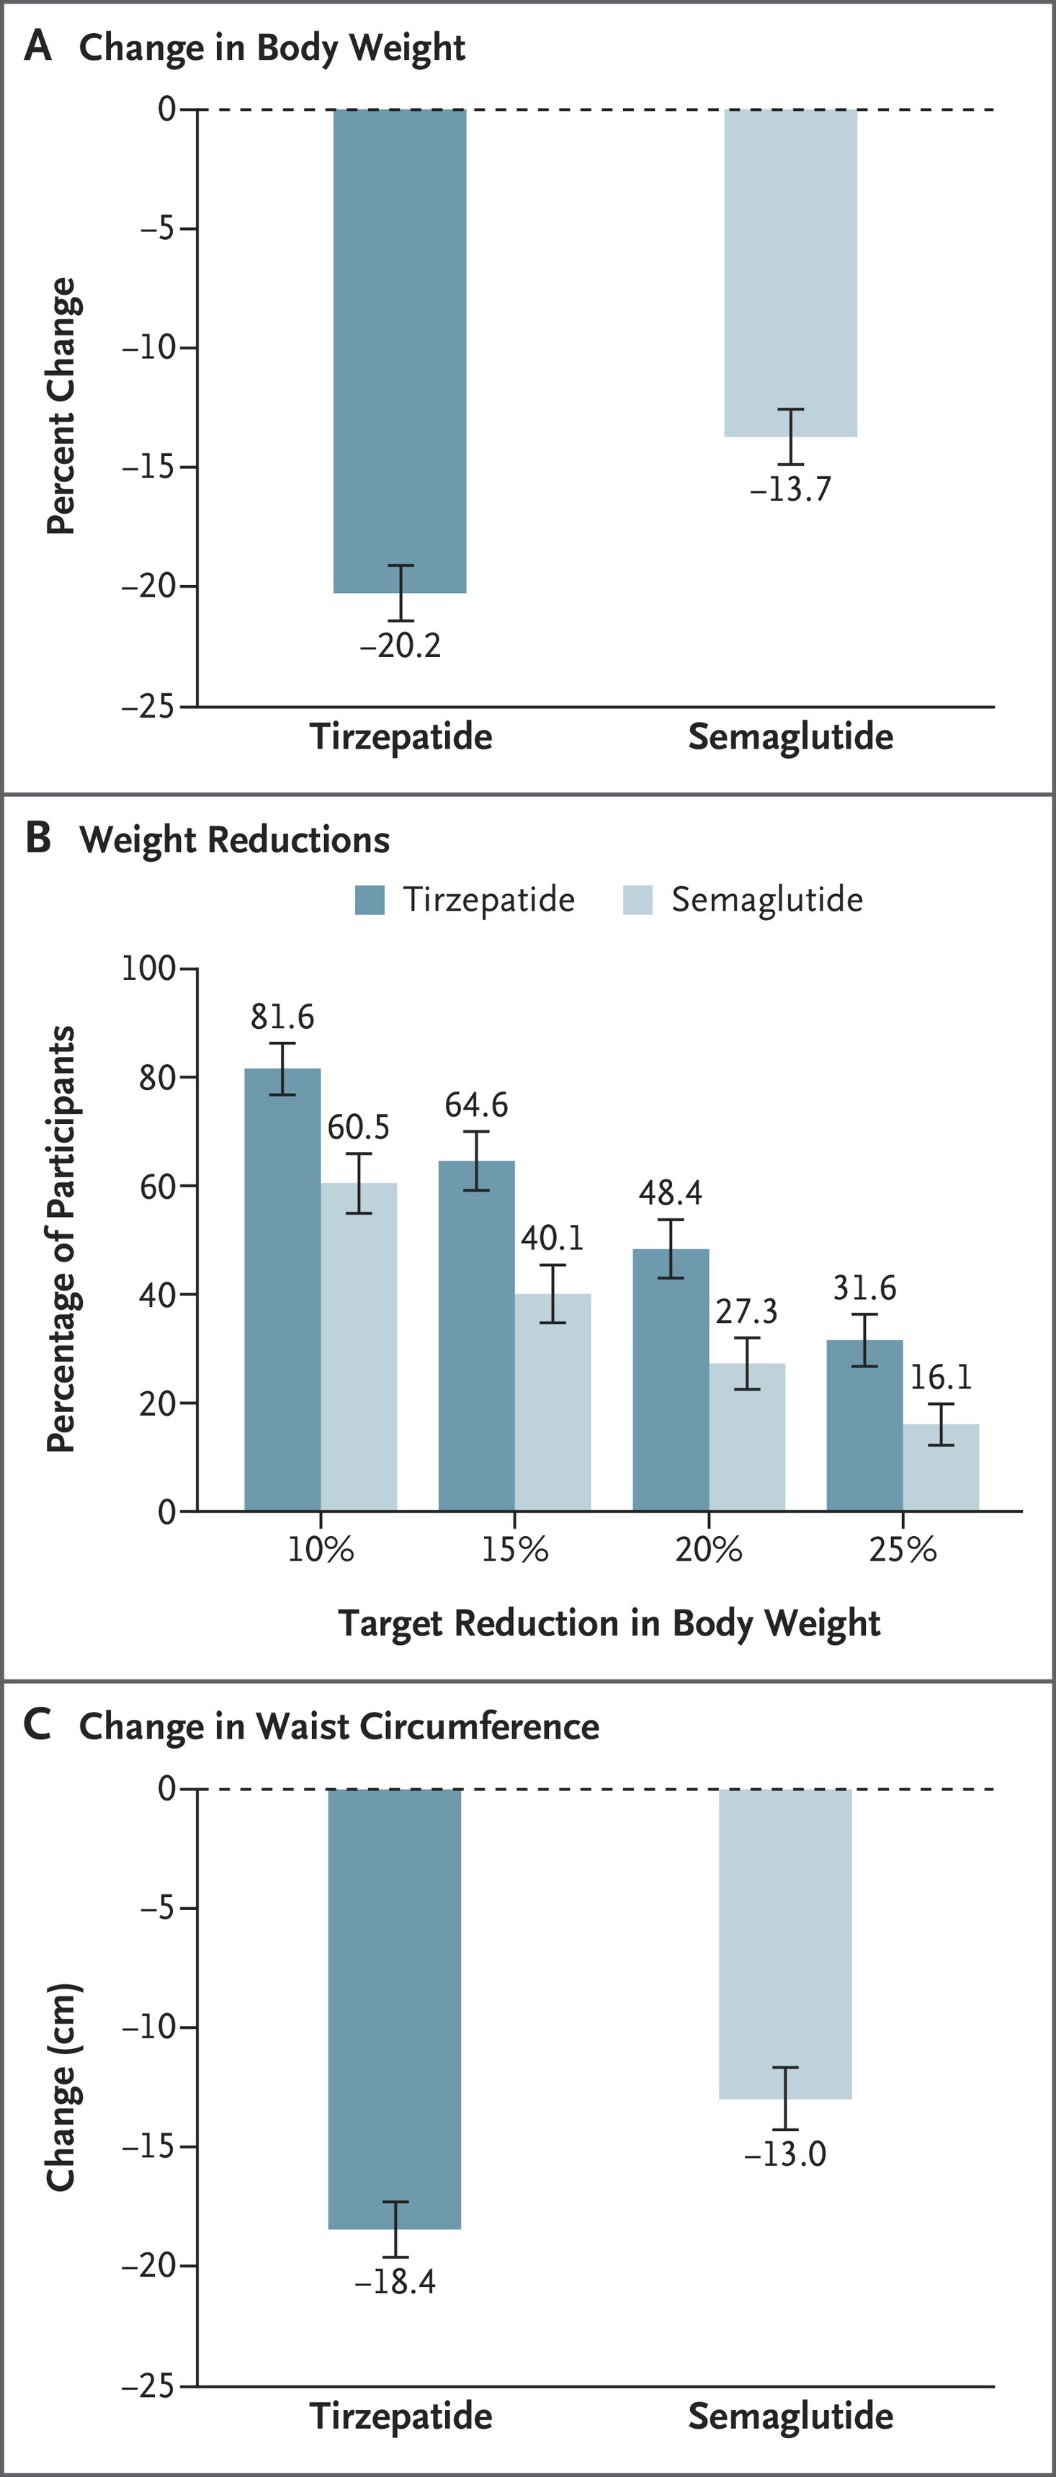 A Change in Body Weight
0
–5
–10
–15
–20
–25
Percent Change
–20.2
–13.7
Tirzepatide Semaglutide
B Weight Reductions
Tirzepatide Semaglutide
100
80
60
40
20
0
Percentage of Participants
81.6
60.5
64.6
40.1
48.4
27.3
31.6
16.1
10% 15% 20% 25%
Target Reduction in Body Weight
C Change in Waist Circumference
0
–5
–10
–15
–20
–25
Change (cm)
–18.4
–13.0
Tirzepatide Semaglutide